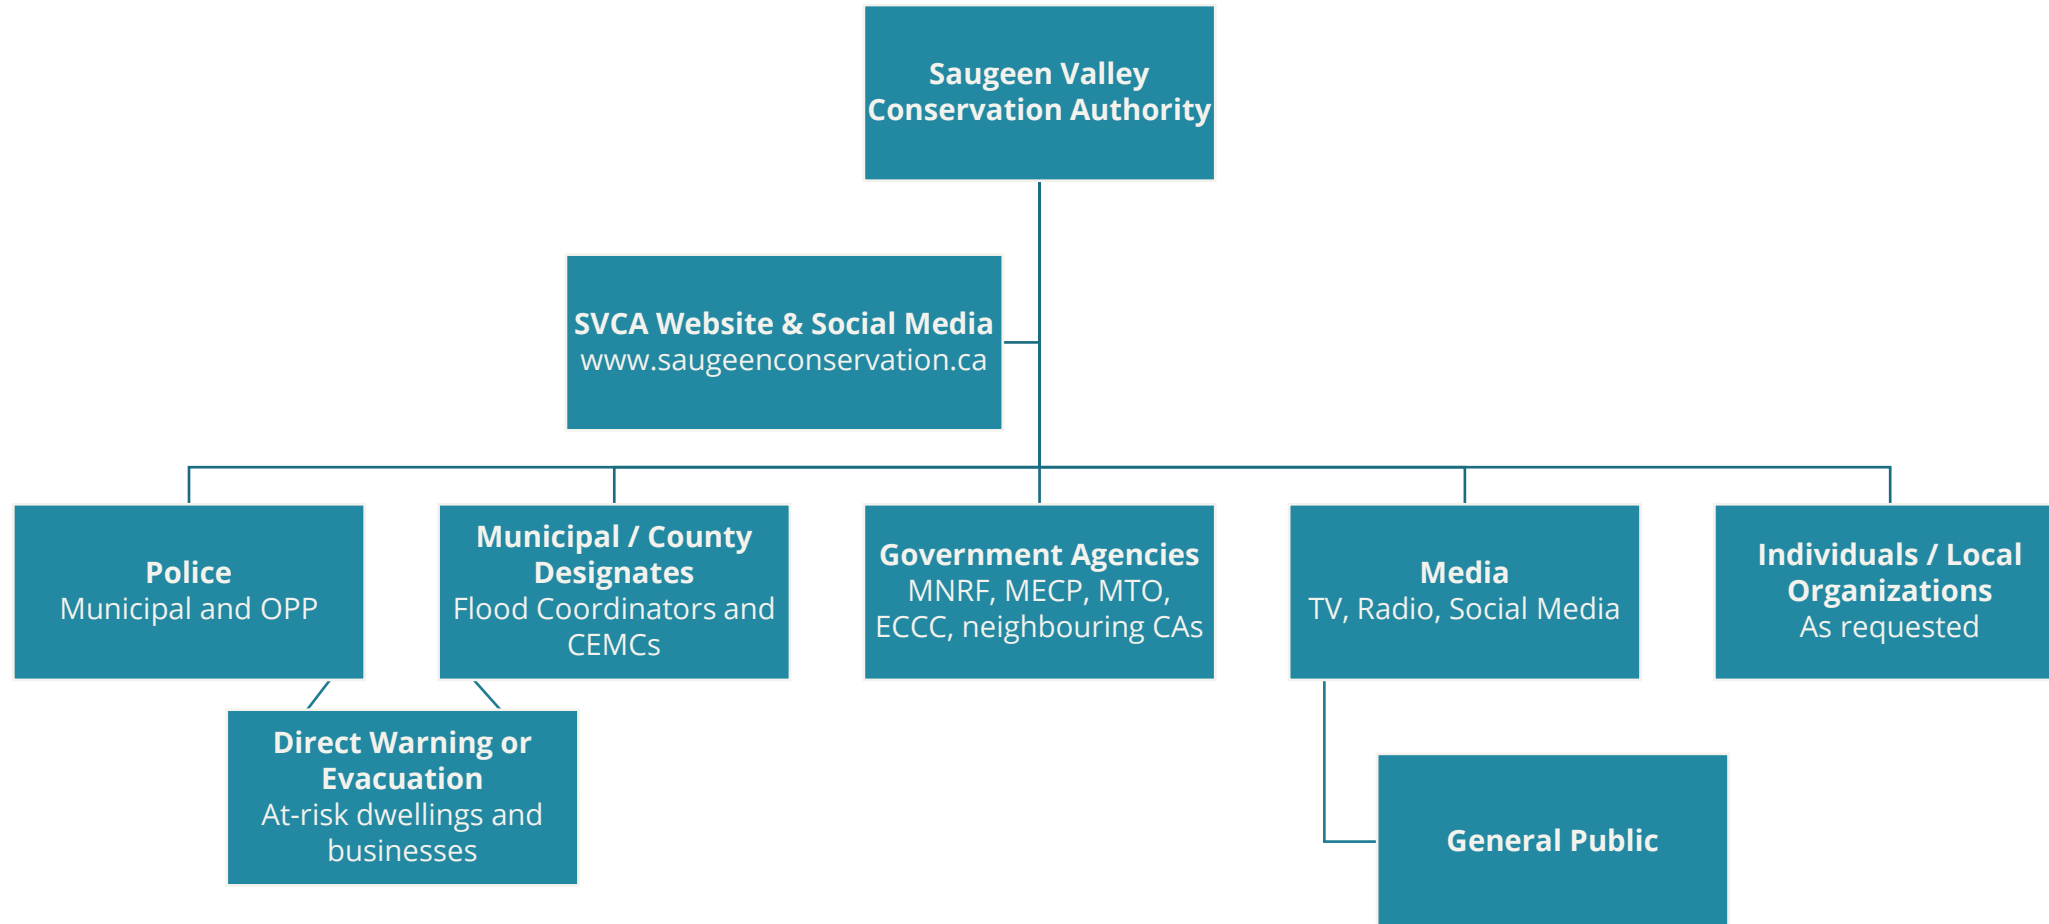 Saugeen Valley
Conservation Authority
SVCA Website & Social Media
www.saugeenconservation.ca
Police
Municipal and OPP
Municipal / County
Designates
Flood Coordinators and
CEMCs
Government Agencies
MNRF, MECP, MTO,
ECCC, neighbouring CAs
Media
TV, Radio, Social Media
Individuals / Local
Organizations
As requested
Direct Warning or
Evacuation
At-risk dwellings and
businesses
General Public